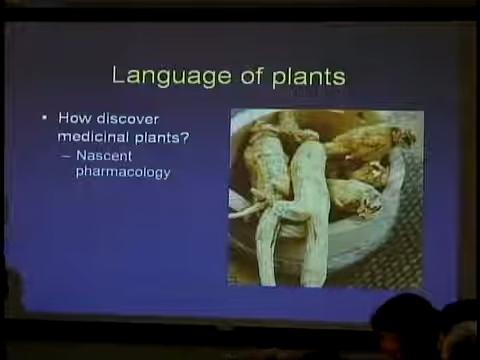 Language of plants
• How discover
medicinal plants?
– Nascent
pharmacology